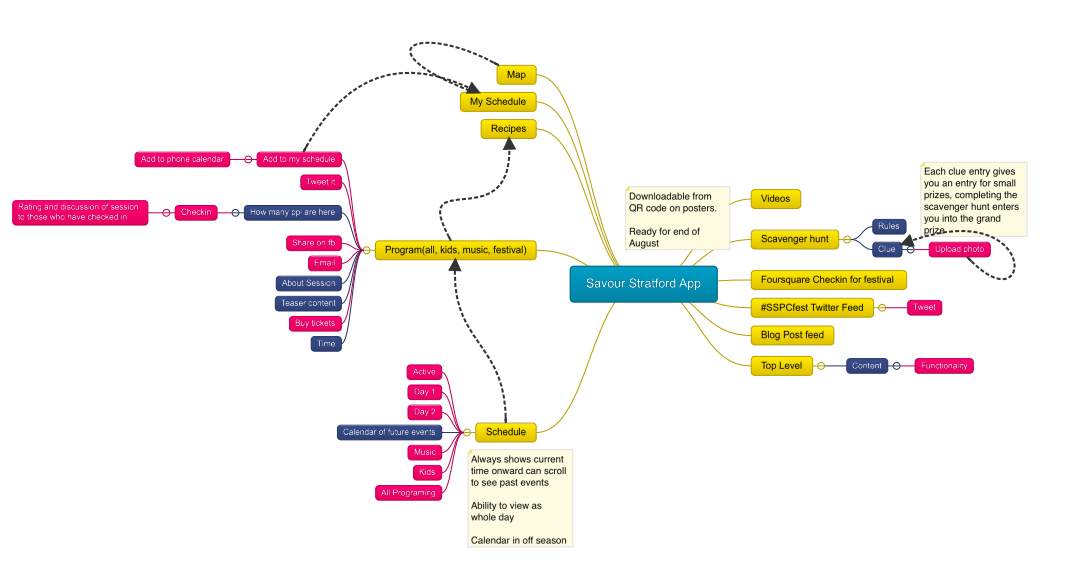 Map
My Schedule
Recipes
Add to phone calendar
Add to my schedule
Tweet it
Rating and discussion of session
to those who have checked in
Checkin
How many ppl are here
Share on fb
Email
Program(all, kids, music, festival)
About Session
Teaser content
Buy tickets
Time
Active
Day 1
Day 2
Calendar of future events
Schedule
Music
Kids
All Programing
Always shows current
time onward can scroll
to see past events
Ability to view as
whole day
Calendar in off season
Savour Stratford App
Downloadable from
QR code on posters.
Ready for end of
August
Videos
Scavenger hunt
Rules
Clue
Upload photo
Each clue entry gives
you an entry for small
prizes, completing the
scavenger hunt enters
you into the grand
prize
Foursquare Checkin for festival
#SSPCfest Twitter Feed
Tweet
Blog Post feed
Top Level
Content
Functionality